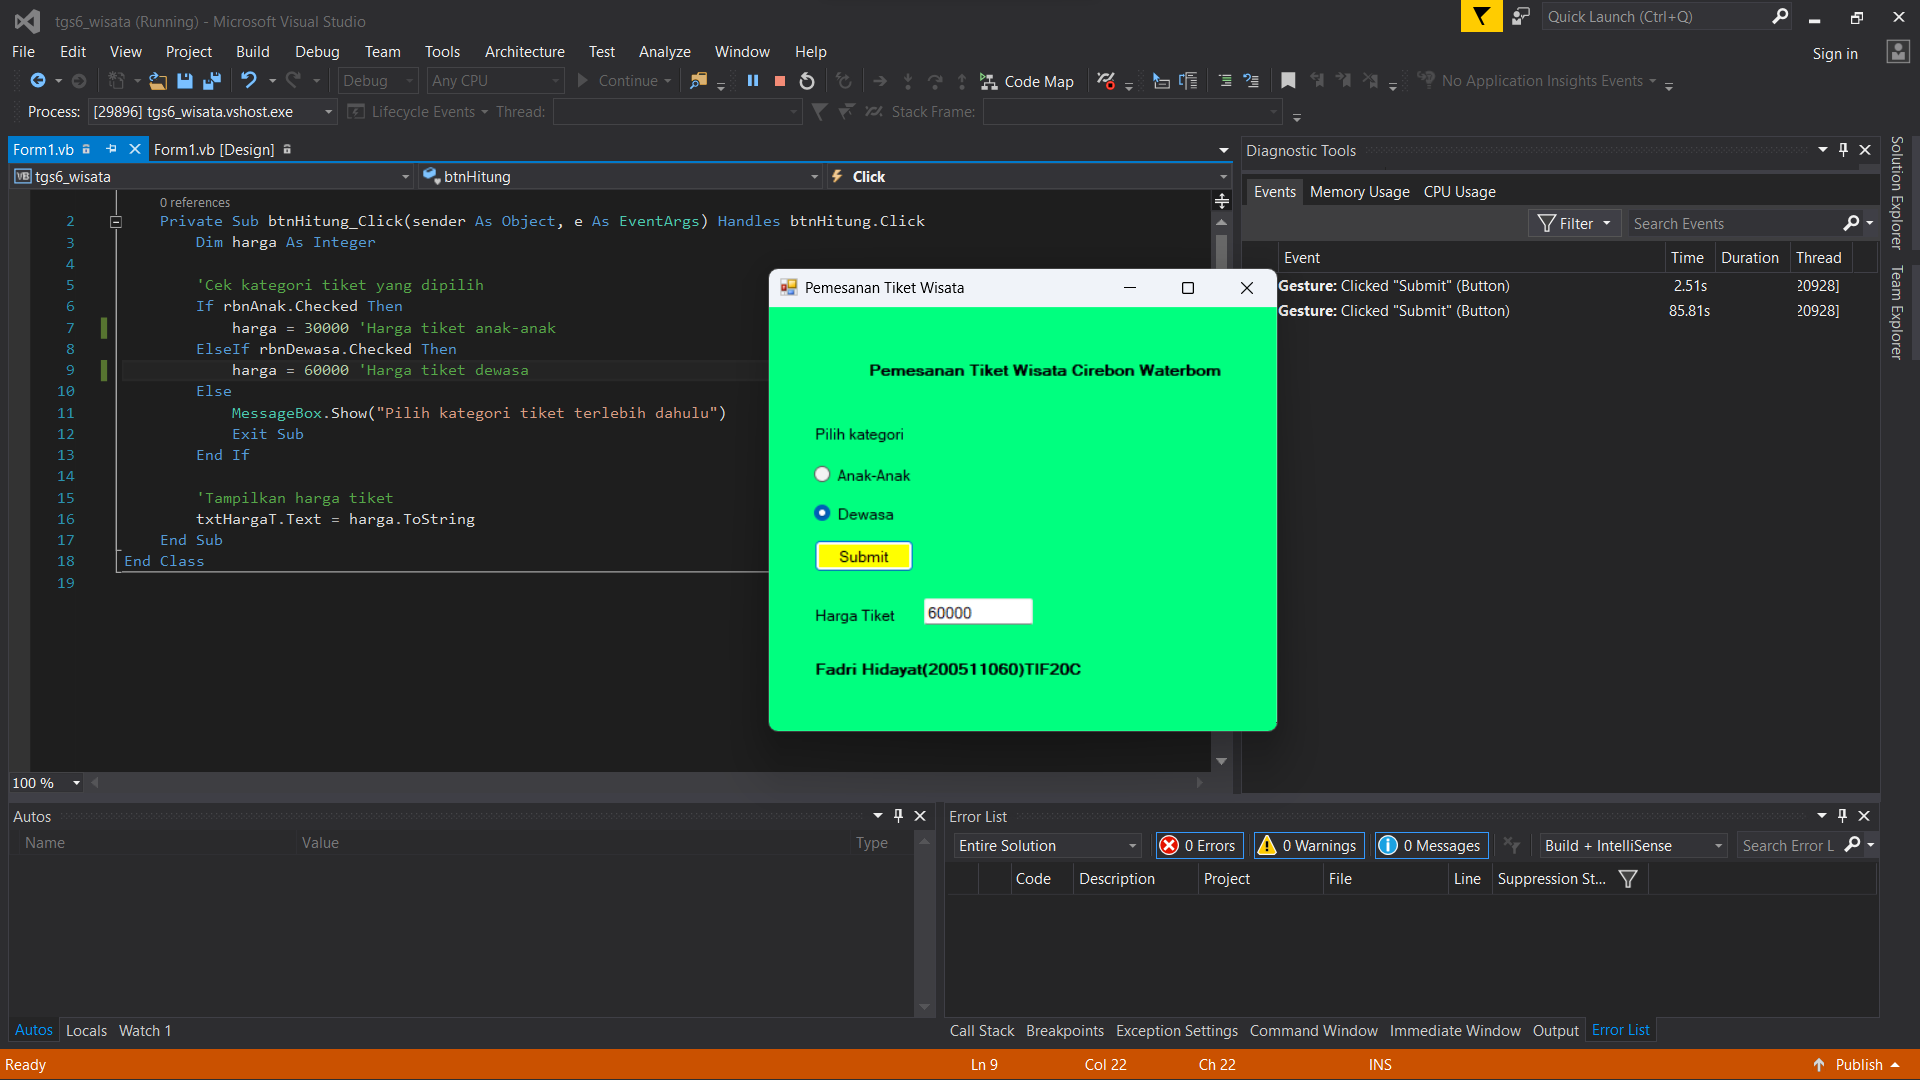 tgs6_wisata (Running) - Microsoft Visual Studio
Quick Launch (Ctrl+Q)
File Edit View Project Build Debug Team Tools Architecture Test Analyze Window Help
Sign in
Debug Any CPU Continue Code Map No Application Insights Events
Process: [29896] tgs6_wisata.vshost.exe Lifecycle Events Thread: Stack Frame:
Form1.vb Form1.vb [Design]
VB tgs6_wisata btnHitung Click
0 references
2 Private Sub btnHitung_Click(sender As Object, e As EventArgs) Handles btnHitung.Click
3 Dim harga As Integer
4
5 'Cek kategori tiket yang dipilih
6 If rbnAnak.Checked Then
7 harga = 30000 'Harga tiket anak-anak
8 ElseIf rbnDewasa.Checked Then
9 harga = 60000 'Harga tiket dewasa
10 Else
11 MessageBox.Show("Pilih kategori tiket terlebih dahulu")
12 Exit Sub
13 End If
14
15 'Tampilkan harga tiket
16 txtHargaT.Text = harga.ToString
17 End Sub
18 End Class
19
100 %
Pemesanan Tiket Wisata
Pemesanan Tiket Wisata Cirebon Waterbom
Pilih kategori
Anak-Anak
Dewasa
Submit
Harga Tiket 60000
Fadri Hidayat(200511060)TIF20C
Diagnostic Tools
Events Memory Usage CPU Usage
Filter Search Events
Event Time Duration Thread
Gesture: Clicked "Submit" (Button) 2.51s 20928]
Gesture: Clicked "Submit" (Button) 85.81s 20928]
Solution Explorer
Team Explorer
Autos
Name Value Type
Autos Locals Watch 1
Error List
Entire Solution 0 Errors 0 Warnings 0 Messages Build + IntelliSense Search Error L
Code Description Project File Line Suppression St...
Call Stack Breakpoints Exception Settings Command Window Immediate Window Output Error List
Ready Ln 9 Col 22 Ch 22 INS Publish